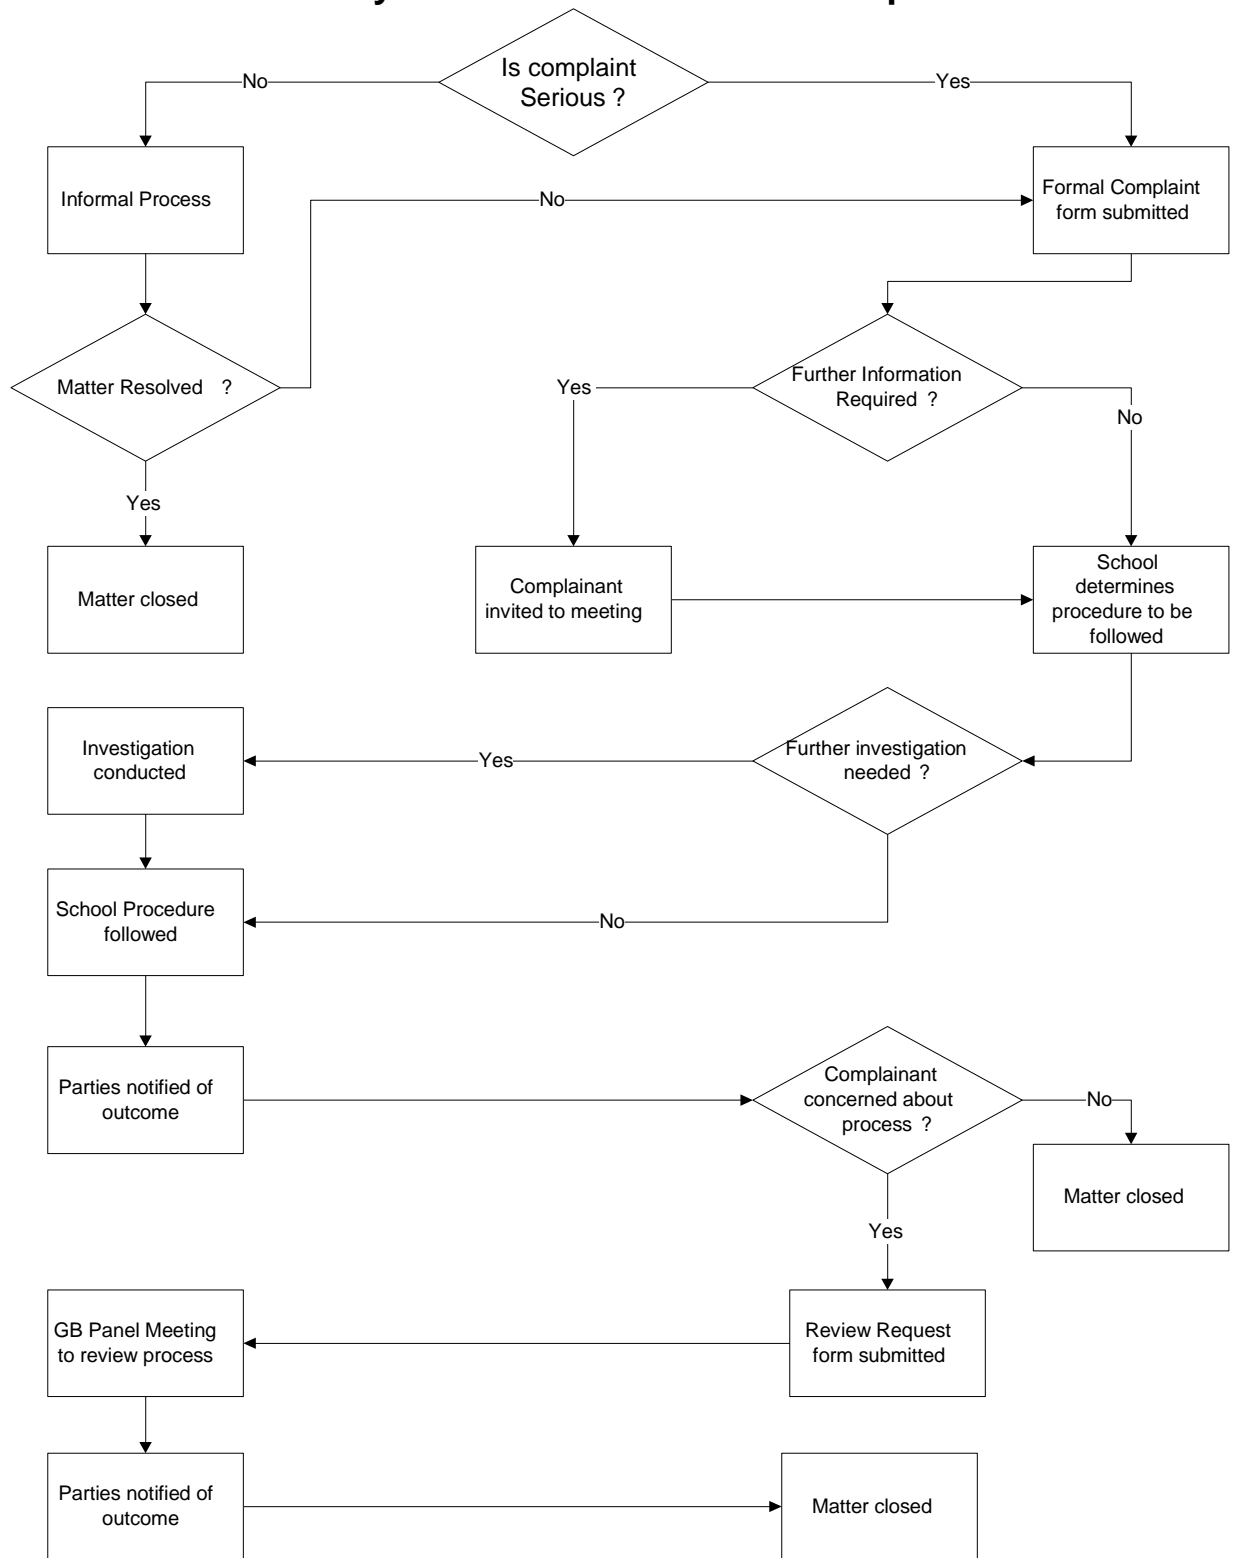 Is complaint
Serious ?
No
Yes
Informal Process
No
Formal Complaint
form submitted
Matter Resolved ?
Yes
Further Information
Required ?
No
Yes
Matter closed
Complainant
invited to meeting
School
determines
procedure to be
followed
Investigation
conducted
Yes
Further investigation
needed ?
School Procedure
followed
No
Parties notified of
outcome
Complainant
concerned about
process ?
No
Matter closed
Yes
GB Panel Meeting
to review process
Review Request
form submitted
Parties notified of
outcome
Matter closed